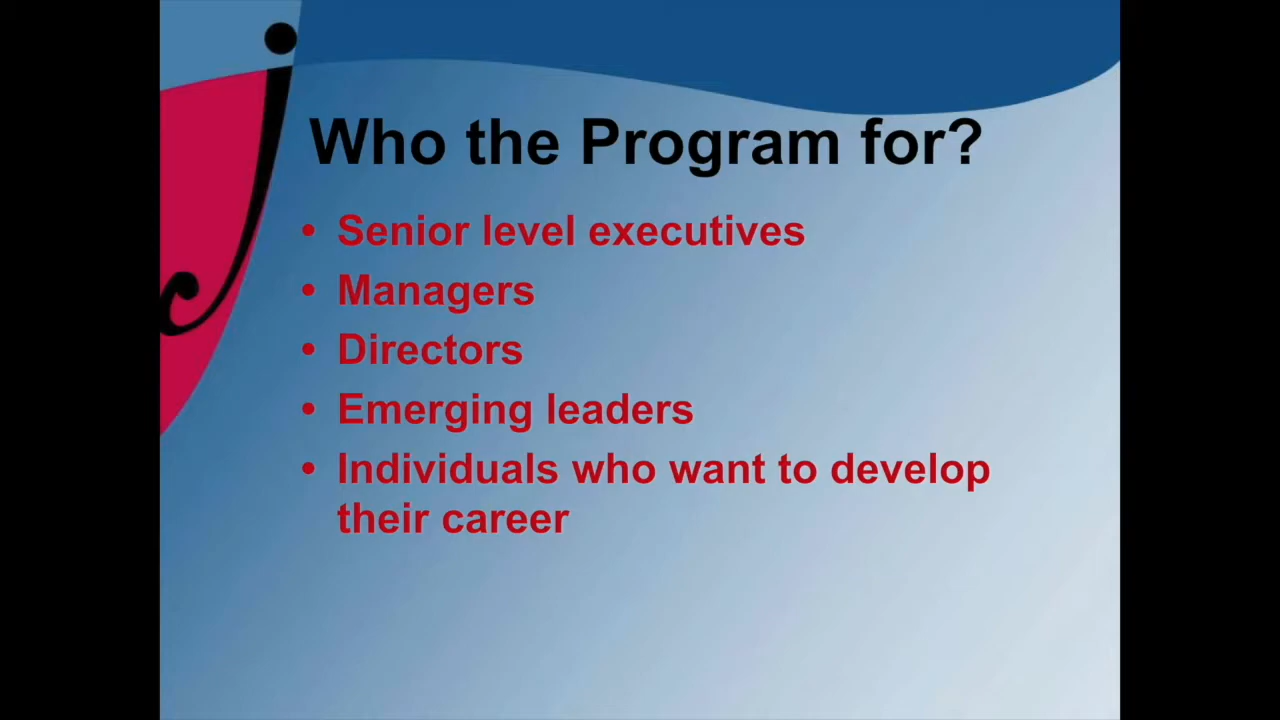 Who the Program for?
• Senior level executives
• Managers
• Directors
• Emerging leaders
• Individuals who want to develop
their career